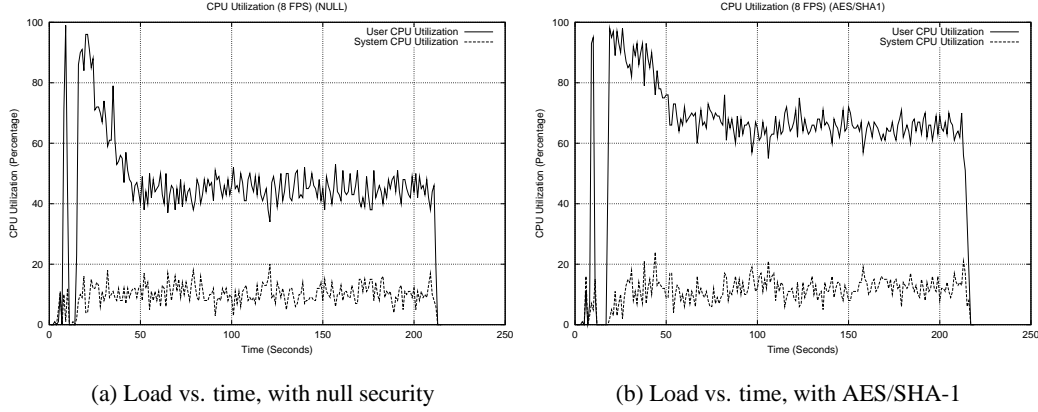 CPU Utilization (8 FPS) (NULL)
User CPU Utilization
System CPU Utilization
CPU Utilization (Percentage)
100
80
60
40
20
0
0 50 100 150 200 250
Time (Seconds)
(a) Load vs. time, with null security
CPU Utilization (8 FPS) (AES/SHA1)
User CPU Utilization
System CPU Utilization
CPU Utilization (Percentage)
100
80
60
40
20
0
0 50 100 150 200 250
Time (Seconds)
(b) Load vs. time, with AES/SHA-1